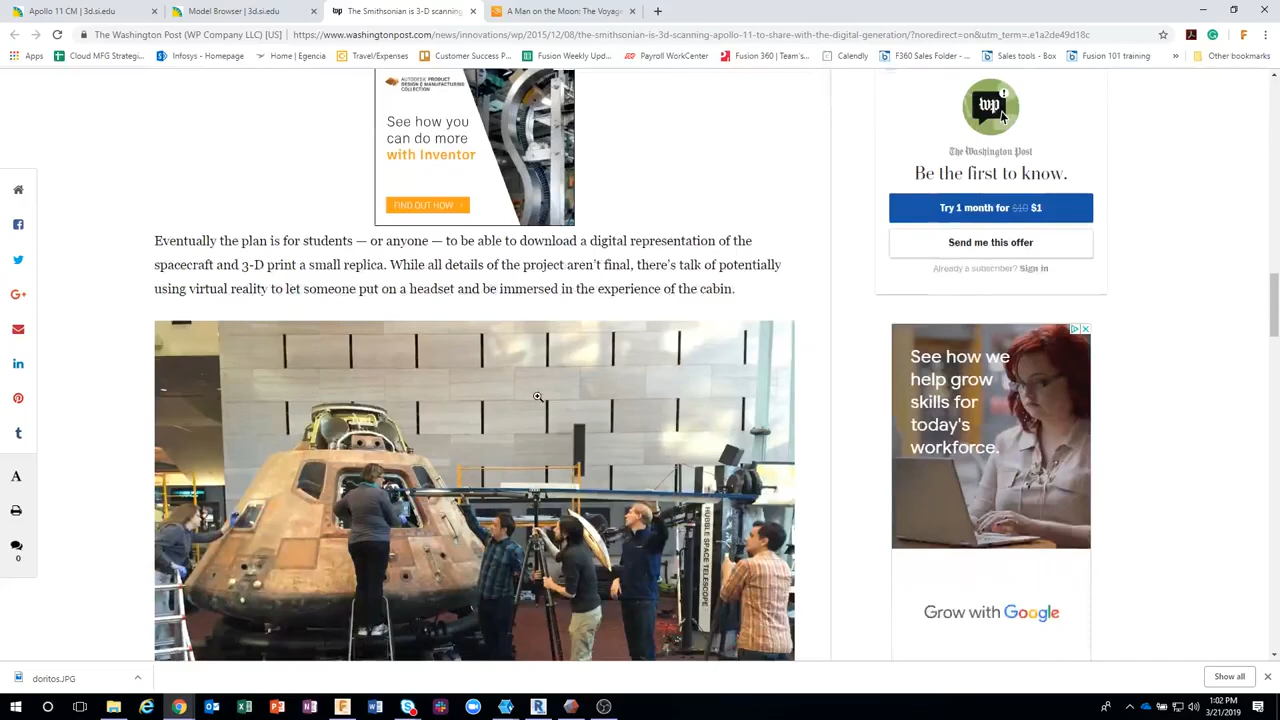 Apollo 11 CM | 3d.si.edu
Model Browser | 3d.si.edu
The Smithsonian is 3-D scanning
A Man on the Moon: The Voyage
The Washington Post (WP Company LLC) [US]
https://www.washingtonpost.com/news/innovations/wp/2015/12/08/the-smithsonian-is-3d-scanning-apollo-11-to-share-with-the-digital-generation/?noredirect=on&utm_term=.e1a2de49d18c
Apps
Cloud MFG Strategi...
Infosys - Homepage
Home | Egencia
Travel/Expenses
Customer Success P...
Fusion Weekly Upd...
Payroll WorkCenter
Fusion 360 | Team's...
Calendly
F360 Sales Folder - ...
Sales tools - Box
Fusion 101 training
»
Other bookmarks
AUTODESK PRODUCT
DESIGN & MANUFACTURING
COLLECTION
See how you
can do more
with Inventor
FIND OUT NOW
wp
The Washington Post
Be the first to know.
Try 1 month for $10 $1
Send me this offer
Already a subscriber? Sign in
Eventually the plan is for students — or anyone — to be able to download a digital representation of the
spacecraft and 3-D print a small replica. While all details of the project aren't final, there's talk of potentially
using virtual reality to let someone put on a headset and be immersed in the experience of the cabin.
HUBBLE SPACE TELESCOPE
See how we
help grow
skills for
today's
workforce.
Grow with Google
A
0
doritos.JPG
Show all
1:02 PM
3/21/2019